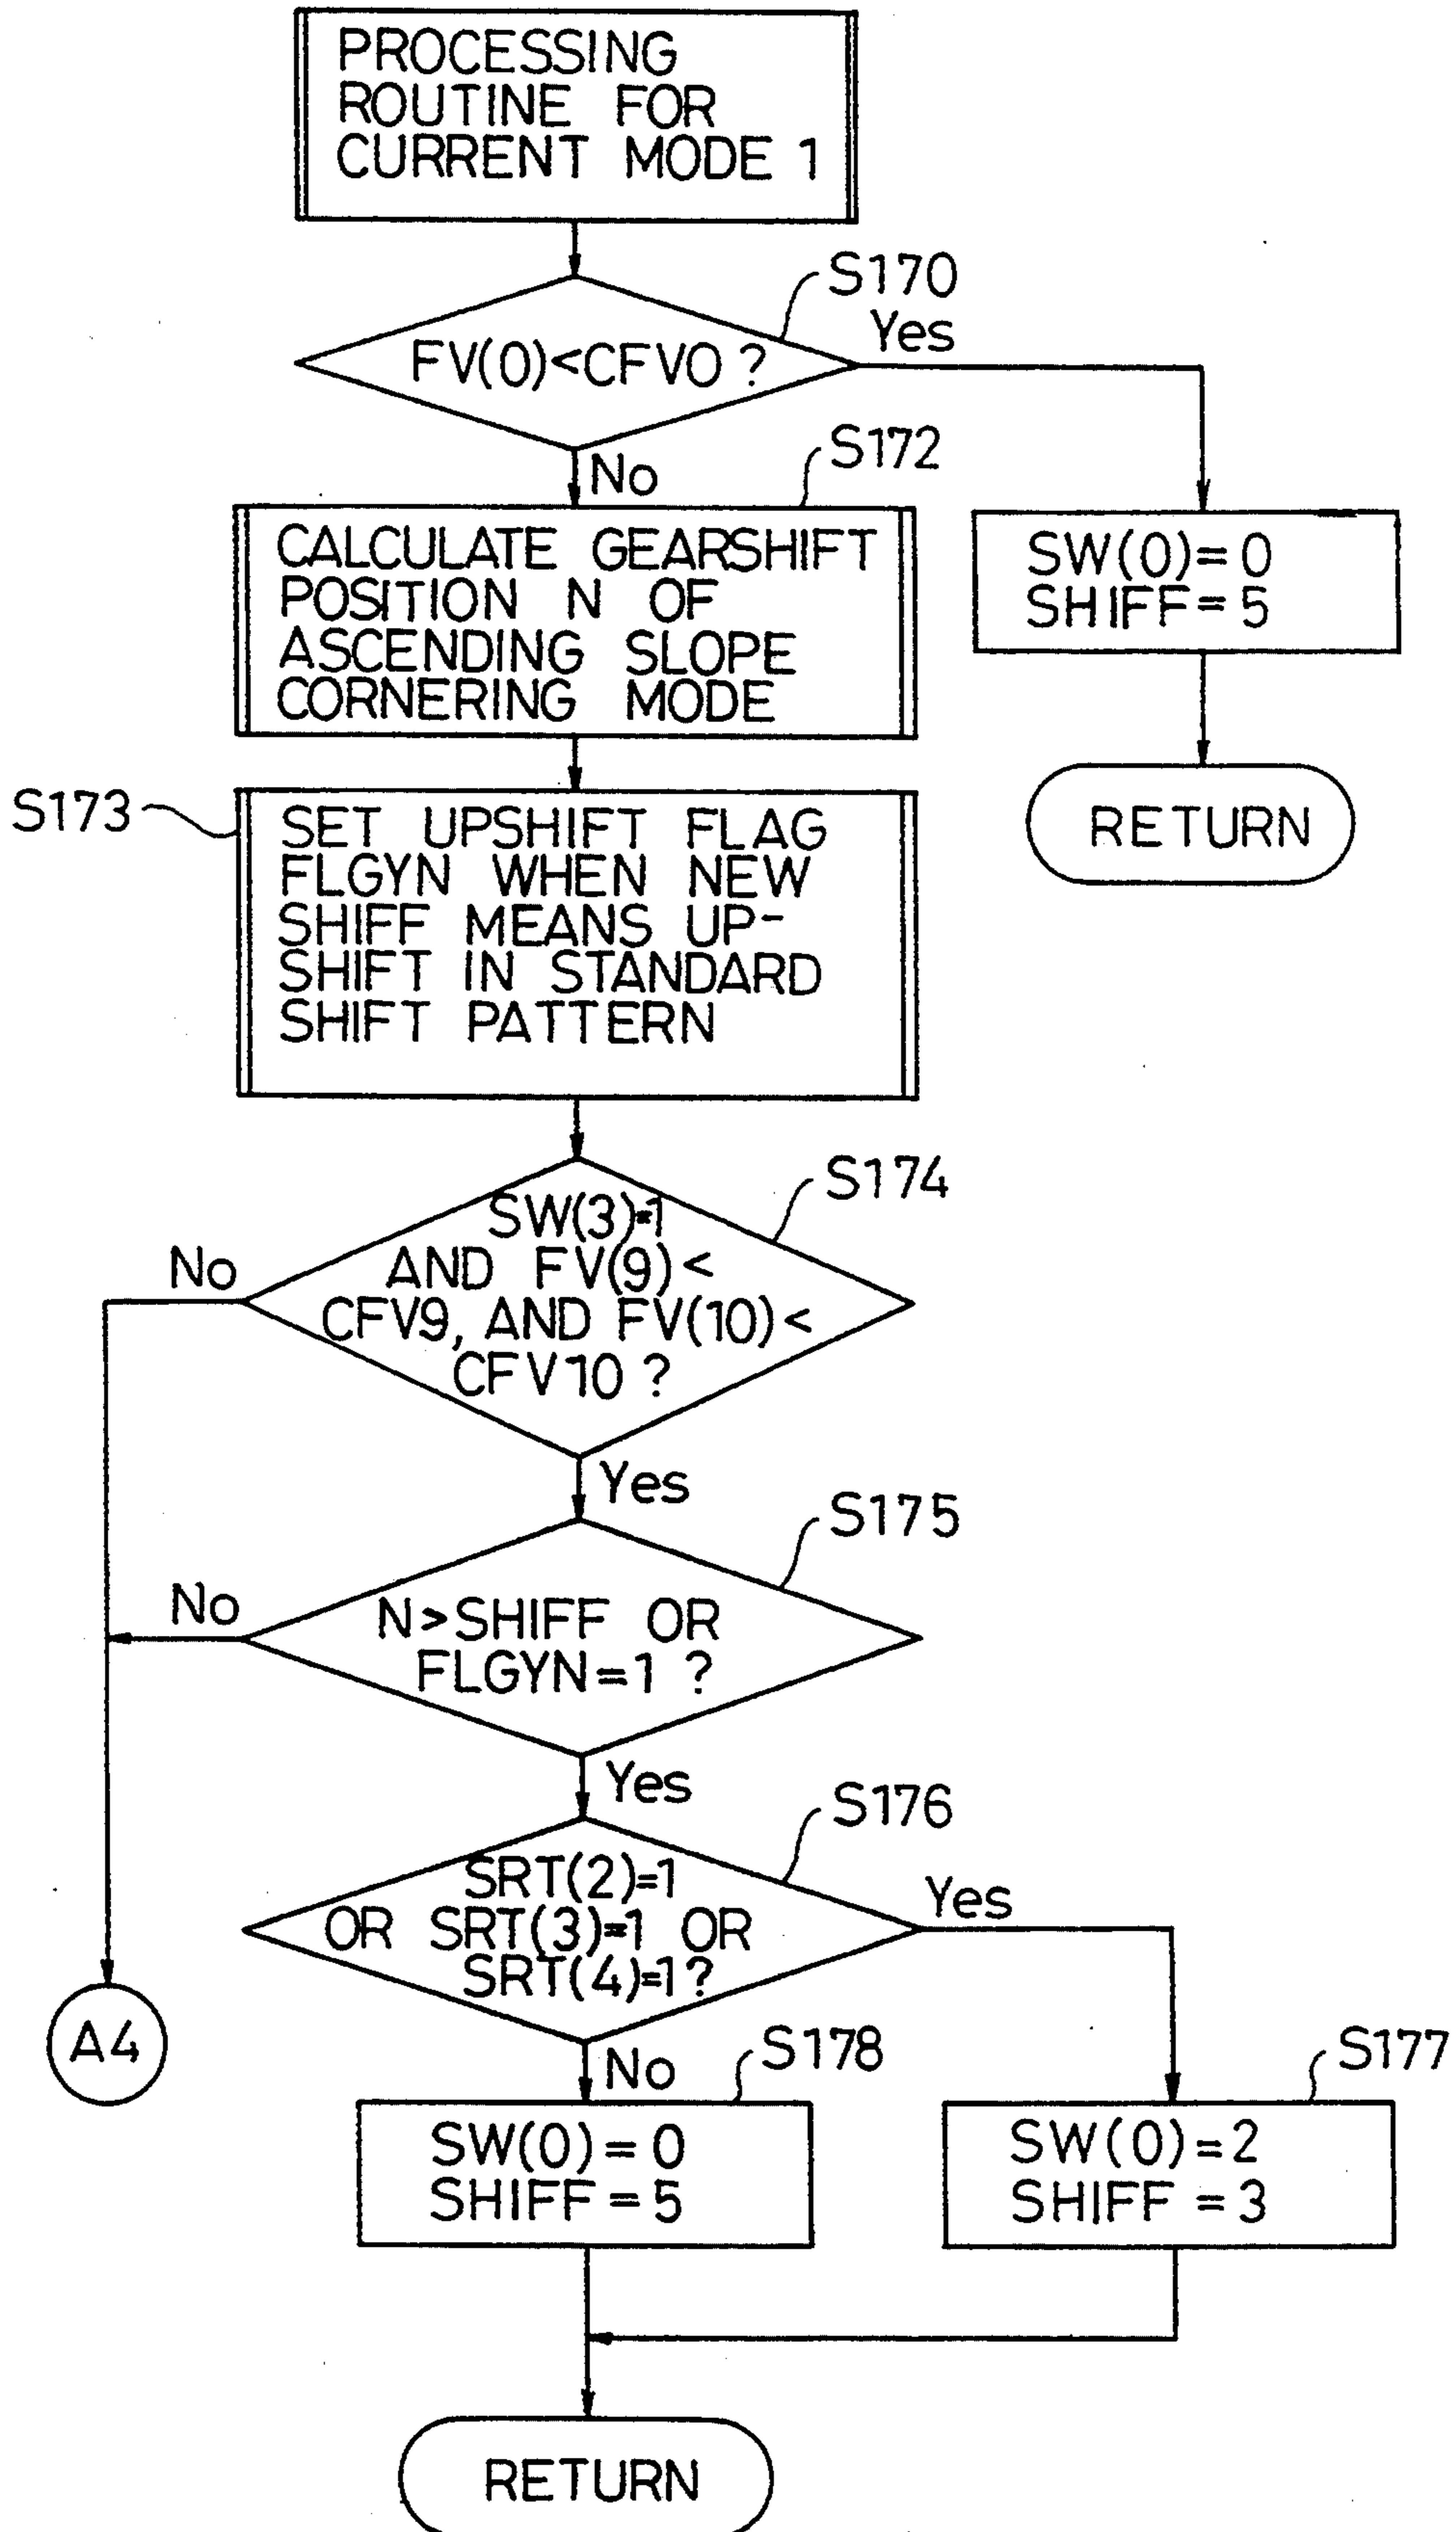 PROCESSING
ROUTINE FOR
CURRENT MODE 1
S170
FV(0)<CFV0 ?
Yes
No
S172
CALCULATE GEARSHIFT
POSITION N OF
ASCENDING SLOPE
CORNERING MODE
SW(0)=0
SHIFF=5
RETURN
S173
SET UPSHIFT FLAG
FLGYN WHEN NEW
SHIFF MEANS UP-
SHIFT IN STANDARD
SHIFT PATTERN
S174
SW(3)=1
AND FV(9)<
CFV9, AND FV(10)<
CFV10 ?
No
Yes
S175
N>SHIFF OR
FLGYN=1 ?
No
Yes
S176
SRT(2)=1
OR SRT(3)=1 OR
SRT(4)=1?
Yes
No
A4
S178
SW(0)=0
SHIFF=5
S177
SW(0)=2
SHIFF=3
RETURN